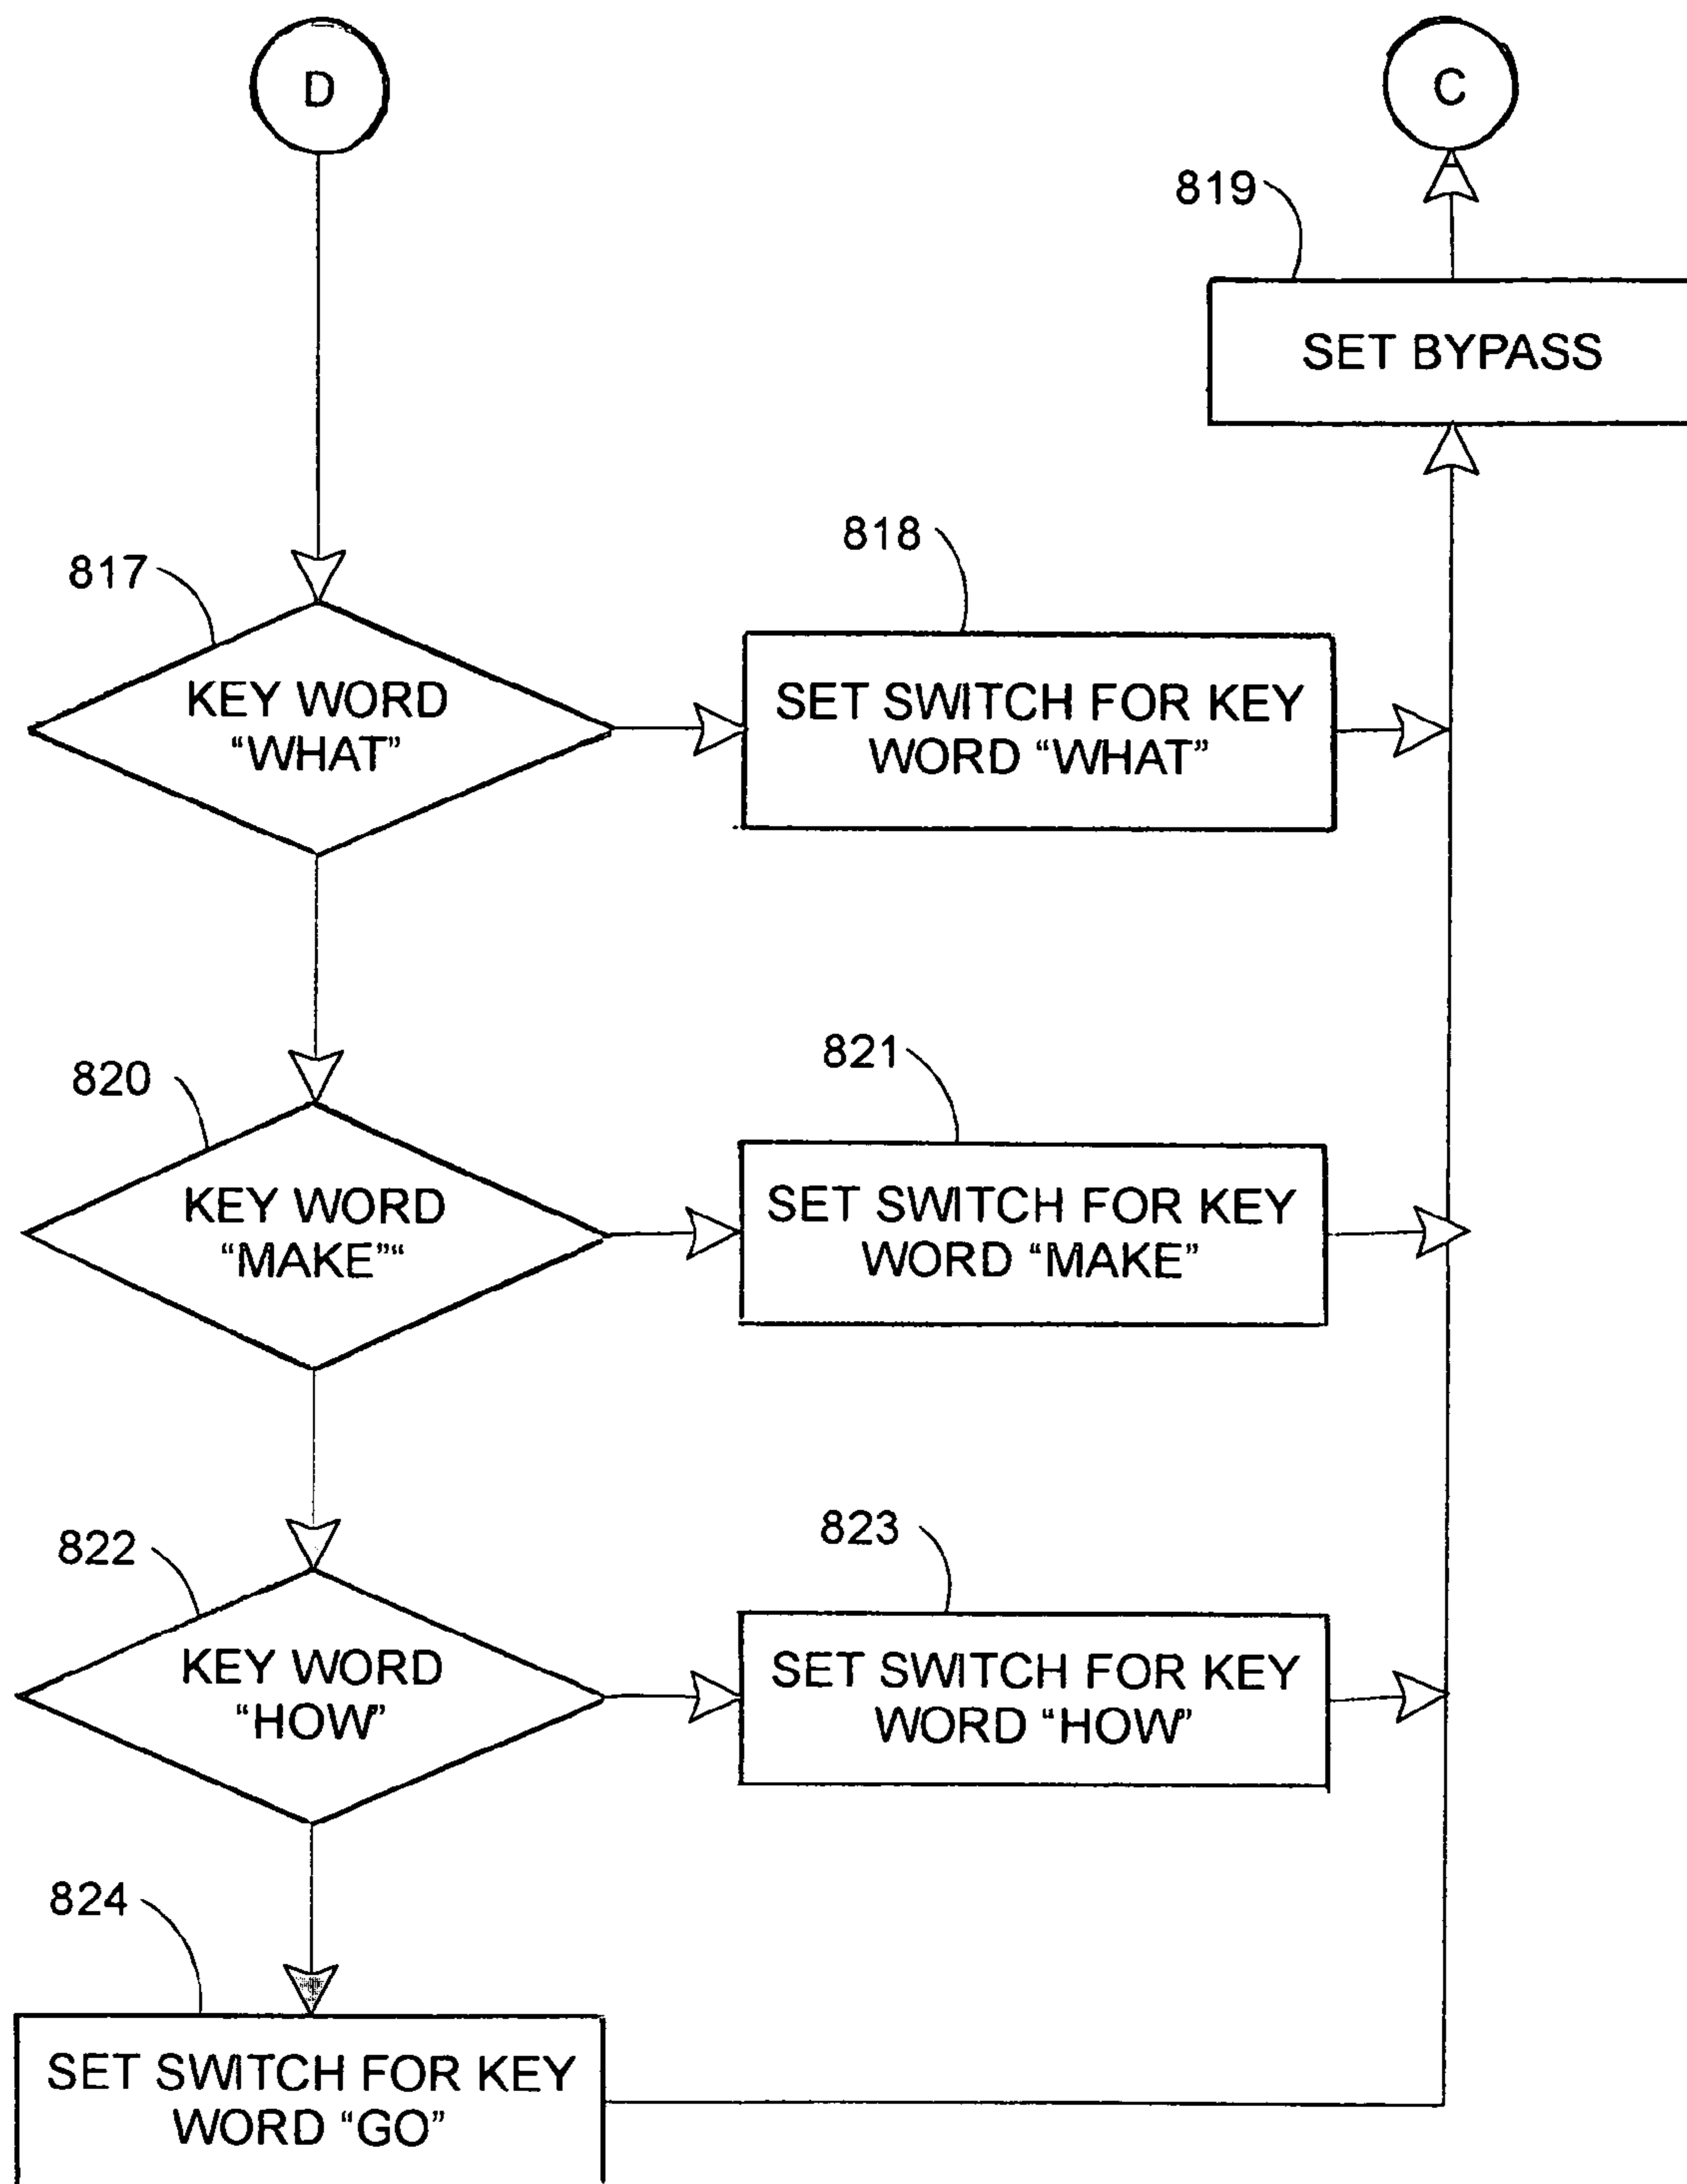 D
C
819
SET BYPASS
818
817
KEY WORD
“WHAT”
SET SWITCH FOR KEY
WORD “WHAT”
821
820
KEY WORD
“MAKE”“
SET SWITCH FOR KEY
WORD “MAKE”
823
822
KEY WORD
“HOW”
SET SWITCH FOR KEY
WORD “HOW”
824
SET SWITCH FOR KEY
WORD “GO”